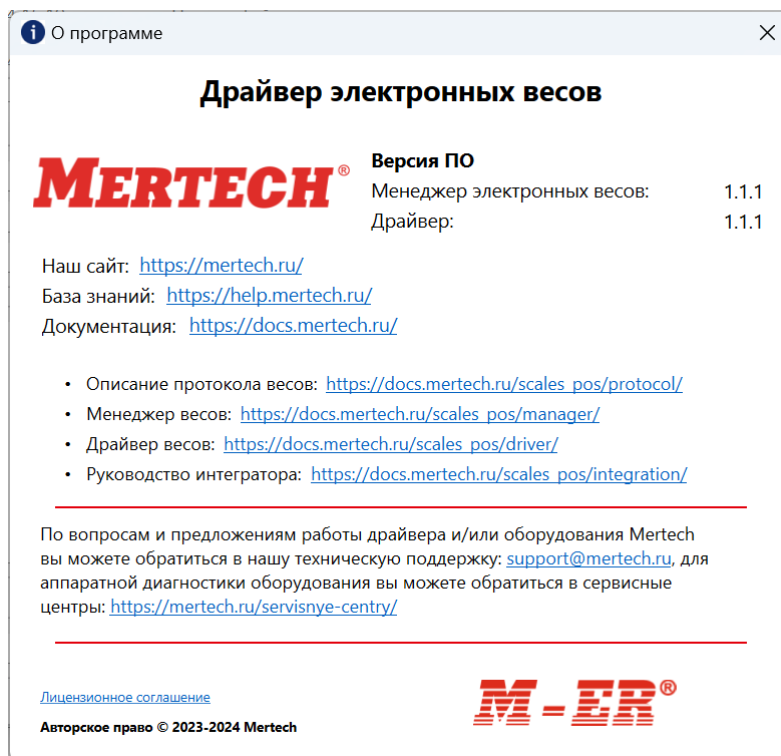 О программе
Драйвер электронных весов
MERTECH®
Версия ПО
Менеджер электронных весов: 1.1.1
Драйвер: 1.1.1
Наш сайт: https://mertech.ru/
База знаний: https://help.mertech.ru/
Документация: https://docs.mertech.ru/
• Описание протокола весов: https://docs.mertech.ru/scales_pos/protocol/
• Менеджер весов: https://docs.mertech.ru/scales_pos/manager/
• Драйвер весов: https://docs.mertech.ru/scales_pos/driver/
• Руководство интегратора: https://docs.mertech.ru/scales_pos/integration/
По вопросам и предложениям работы драйвера и/или оборудования Mertech
вы можете обратиться в нашу техническую поддержку: support@mertech.ru, для
аппаратной диагностики оборудования вы можете обратиться в сервисные
центры: https://mertech.ru/servisnye-centry/
Лицензионное соглашение
M-ER®
Авторское право © 2023-2024 Mertech